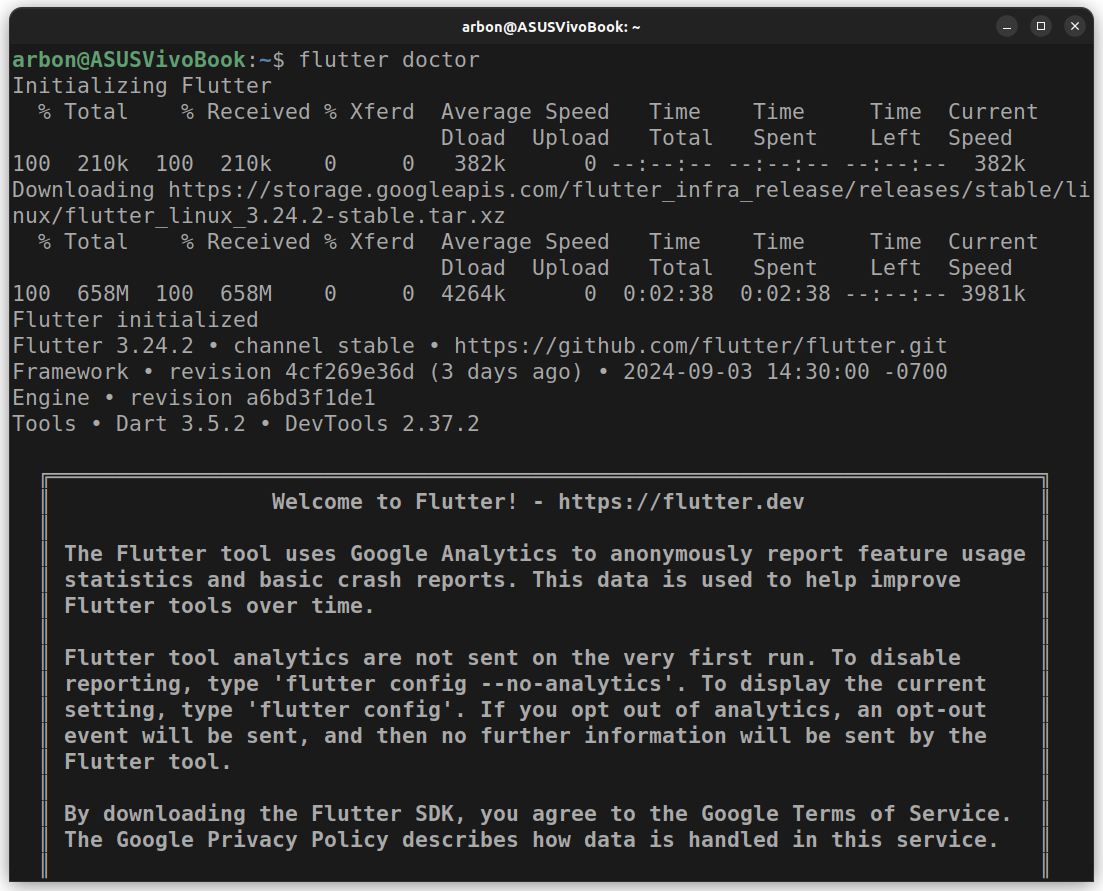 arbon@ASUSVivoBook: ~
arbon@ASUSVivoBook:~$ flutter doctor
Initializing Flutter
  % Total    % Received % Xferd  Average Speed   Time    Time     Time  Current
                                 Dload  Upload   Total   Spent    Left  Speed
100  210k  100  210k    0     0   382k      0 --:--:-- --:--:-- --:--:--  382k
Downloading https://storage.googleapis.com/flutter_infra_release/releases/stable/li
nux/flutter_linux_3.24.2-stable.tar.xz
  % Total    % Received % Xferd  Average Speed   Time    Time     Time  Current
                                 Dload  Upload   Total   Spent    Left  Speed
100  658M  100  658M    0     0  4264k      0  0:02:38  0:02:38 --:--:-- 3981k
Flutter initialized
Flutter 3.24.2 • channel stable • https://github.com/flutter/flutter.git
Framework • revision 4cf269e36d (3 days ago) • 2024-09-03 14:30:00 -0700
Engine • revision a6bd3f1de1
Tools • Dart 3.5.2 • DevTools 2.37.2
Welcome to Flutter! - https://flutter.dev
The Flutter tool uses Google Analytics to anonymously report feature usage
statistics and basic crash reports. This data is used to help improve
Flutter tools over time.
Flutter tool analytics are not sent on the very first run. To disable
reporting, type 'flutter config --no-analytics'. To display the current
setting, type 'flutter config'. If you opt out of analytics, an opt-out
event will be sent, and then no further information will be sent by the
Flutter tool.
By downloading the Flutter SDK, you agree to the Google Terms of Service.
The Google Privacy Policy describes how data is handled in this service.